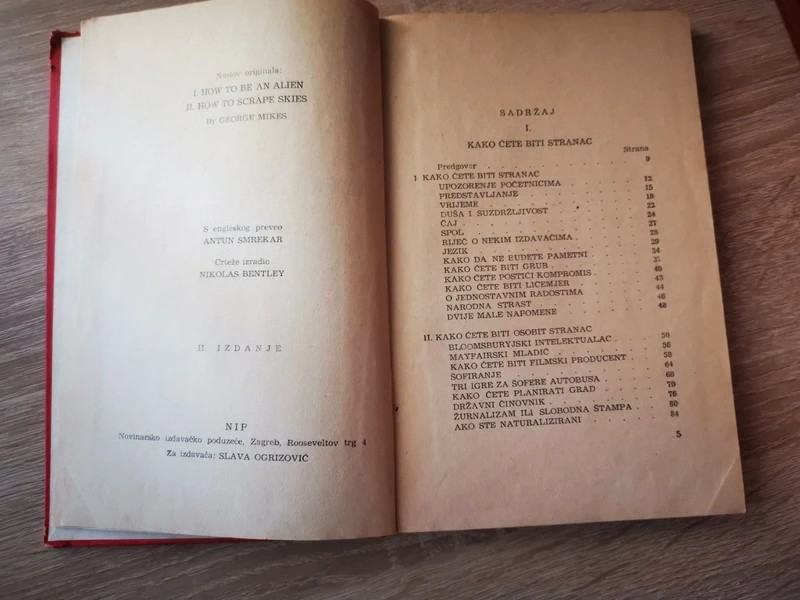 Naslov originala:
I. HOW TO BE AN ALIEN
II. HOW TO SCRAPE SKIES
By GEORGE MIKES
S engleskog preveo
ANTUN SMREKAR
Crteže izradio
NIKOLAS BENTLEY
II. IZDANJE
NIP
Novinarsko izdavačko poduzeće, Zagreb, Rooseveltov trg 4
Za izdavača: SLAVA OGRIZOVIĆ
SADRŽAJ
I.
KAKO ĆETE BITI STRANAC
Strana
Predgovor . . . . . . . 9
I KAKO ĆETE BITI STRANAC
UPOZORENJE POČETNICIMA . . . . 12
PREDSTAVLJANJE . . . . . 15
VRIJEME . . . . . . 18
DUŠA I SUZDRŽLJIVOST . . . . 22
ČAJ . . . . . . . 24
SPOL . . . . . . . 27
RIJEČ O NEKIM IZDAVAČIMA . . . . 28
JEZIK . . . . . . . 29
KAKO DA NE BUDETE PAMETNI . . . 34
KAKO ĆETE BITI GRUB . . . .
KAKO ĆETE POSTIĆI KOMPROMIS . . . 40
KAKO ĆETE BITI LICEMJER . . . . 43
O JEDNOSTAVNIM RADOSTIMA . . . 44
NARODNA STRAST . . . . . 46
DVIJE MALE NAPOMENE . . . . 48
II. KAKO ĆETE BITI OSOBIT STRANAC
BLOOMSBURYJSKI INTELEKTUALAC . . . 50
MAYFAIRSKI MLADIĆ . . . . . 56
KAKO ĆETE BITI FILMSKI PRODUCENT . . 58
ŠOFIRANJE . . . . . . 64
TRI IGRE ZA ŠOFERE AUTOBUSA . . . 68
KAKO ĆETE PLANIRATI GRAD . . . . 70
DRŽAVNI ČINOVNIK . . . . . 76
ŽURNALIZAM ILI SLOBODNA ŠTAMPA . . 80
AKO STE NATURALIZIRANI . . . . 84
5